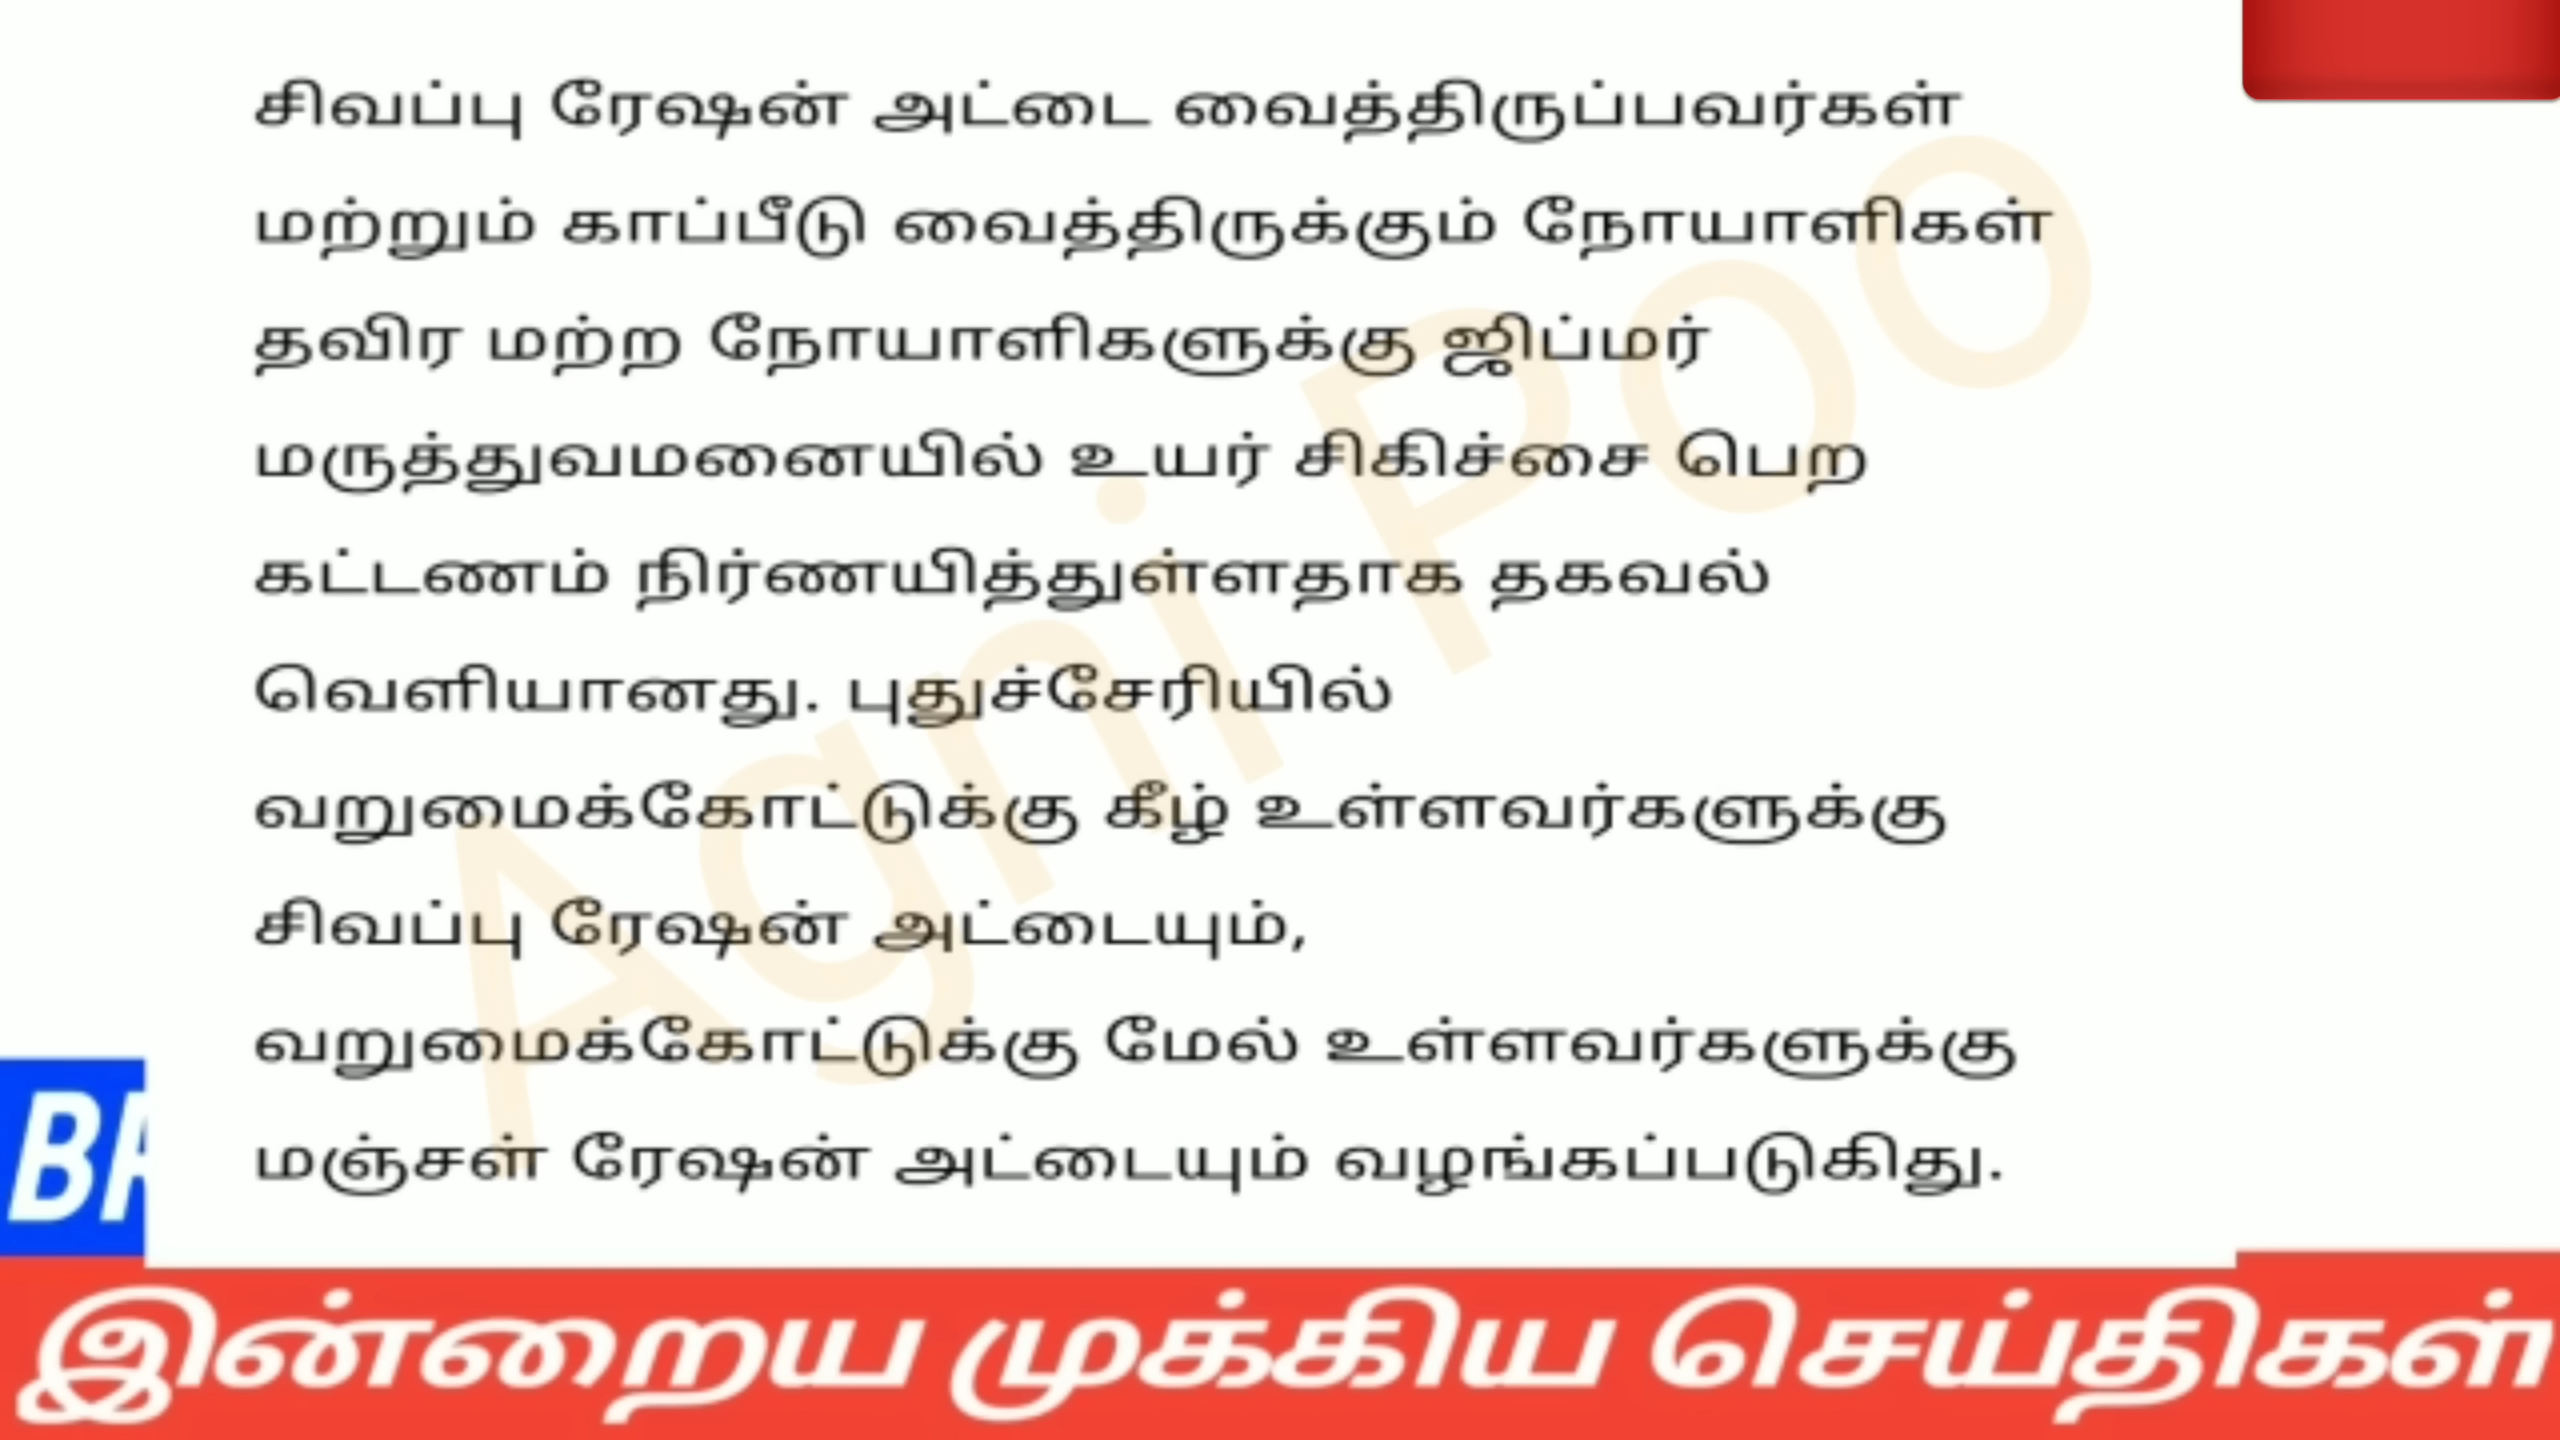 சிவப்பு ரேஷன் அட்டை வைத்திருப்பவர்கள்
மற்றும் காப்பீடு வைத்திருக்கும் நோயாளிகள்
தவிர மற்ற நோயாளிகளுக்கு ஜிப்மர்
மருத்துவமனையில் உயர் சிகிச்சை பெற
கட்டணம் நிர்ணயித்துள்ளதாக தகவல்
வெளியானது. புதுச்சேரியில்
வறுமைக்கோட்டுக்கு கீழ் உள்ளவர்களுக்கு
சிவப்பு ரேஷன் அட்டையும்,
வறுமைக்கோட்டுக்கு மேல் உள்ளவர்களுக்கு
மஞ்சள் ரேஷன் அட்டையும் வழங்கப்படுகிது.
Agni Poo
இன்றைய முக்கிய செய்திகள்